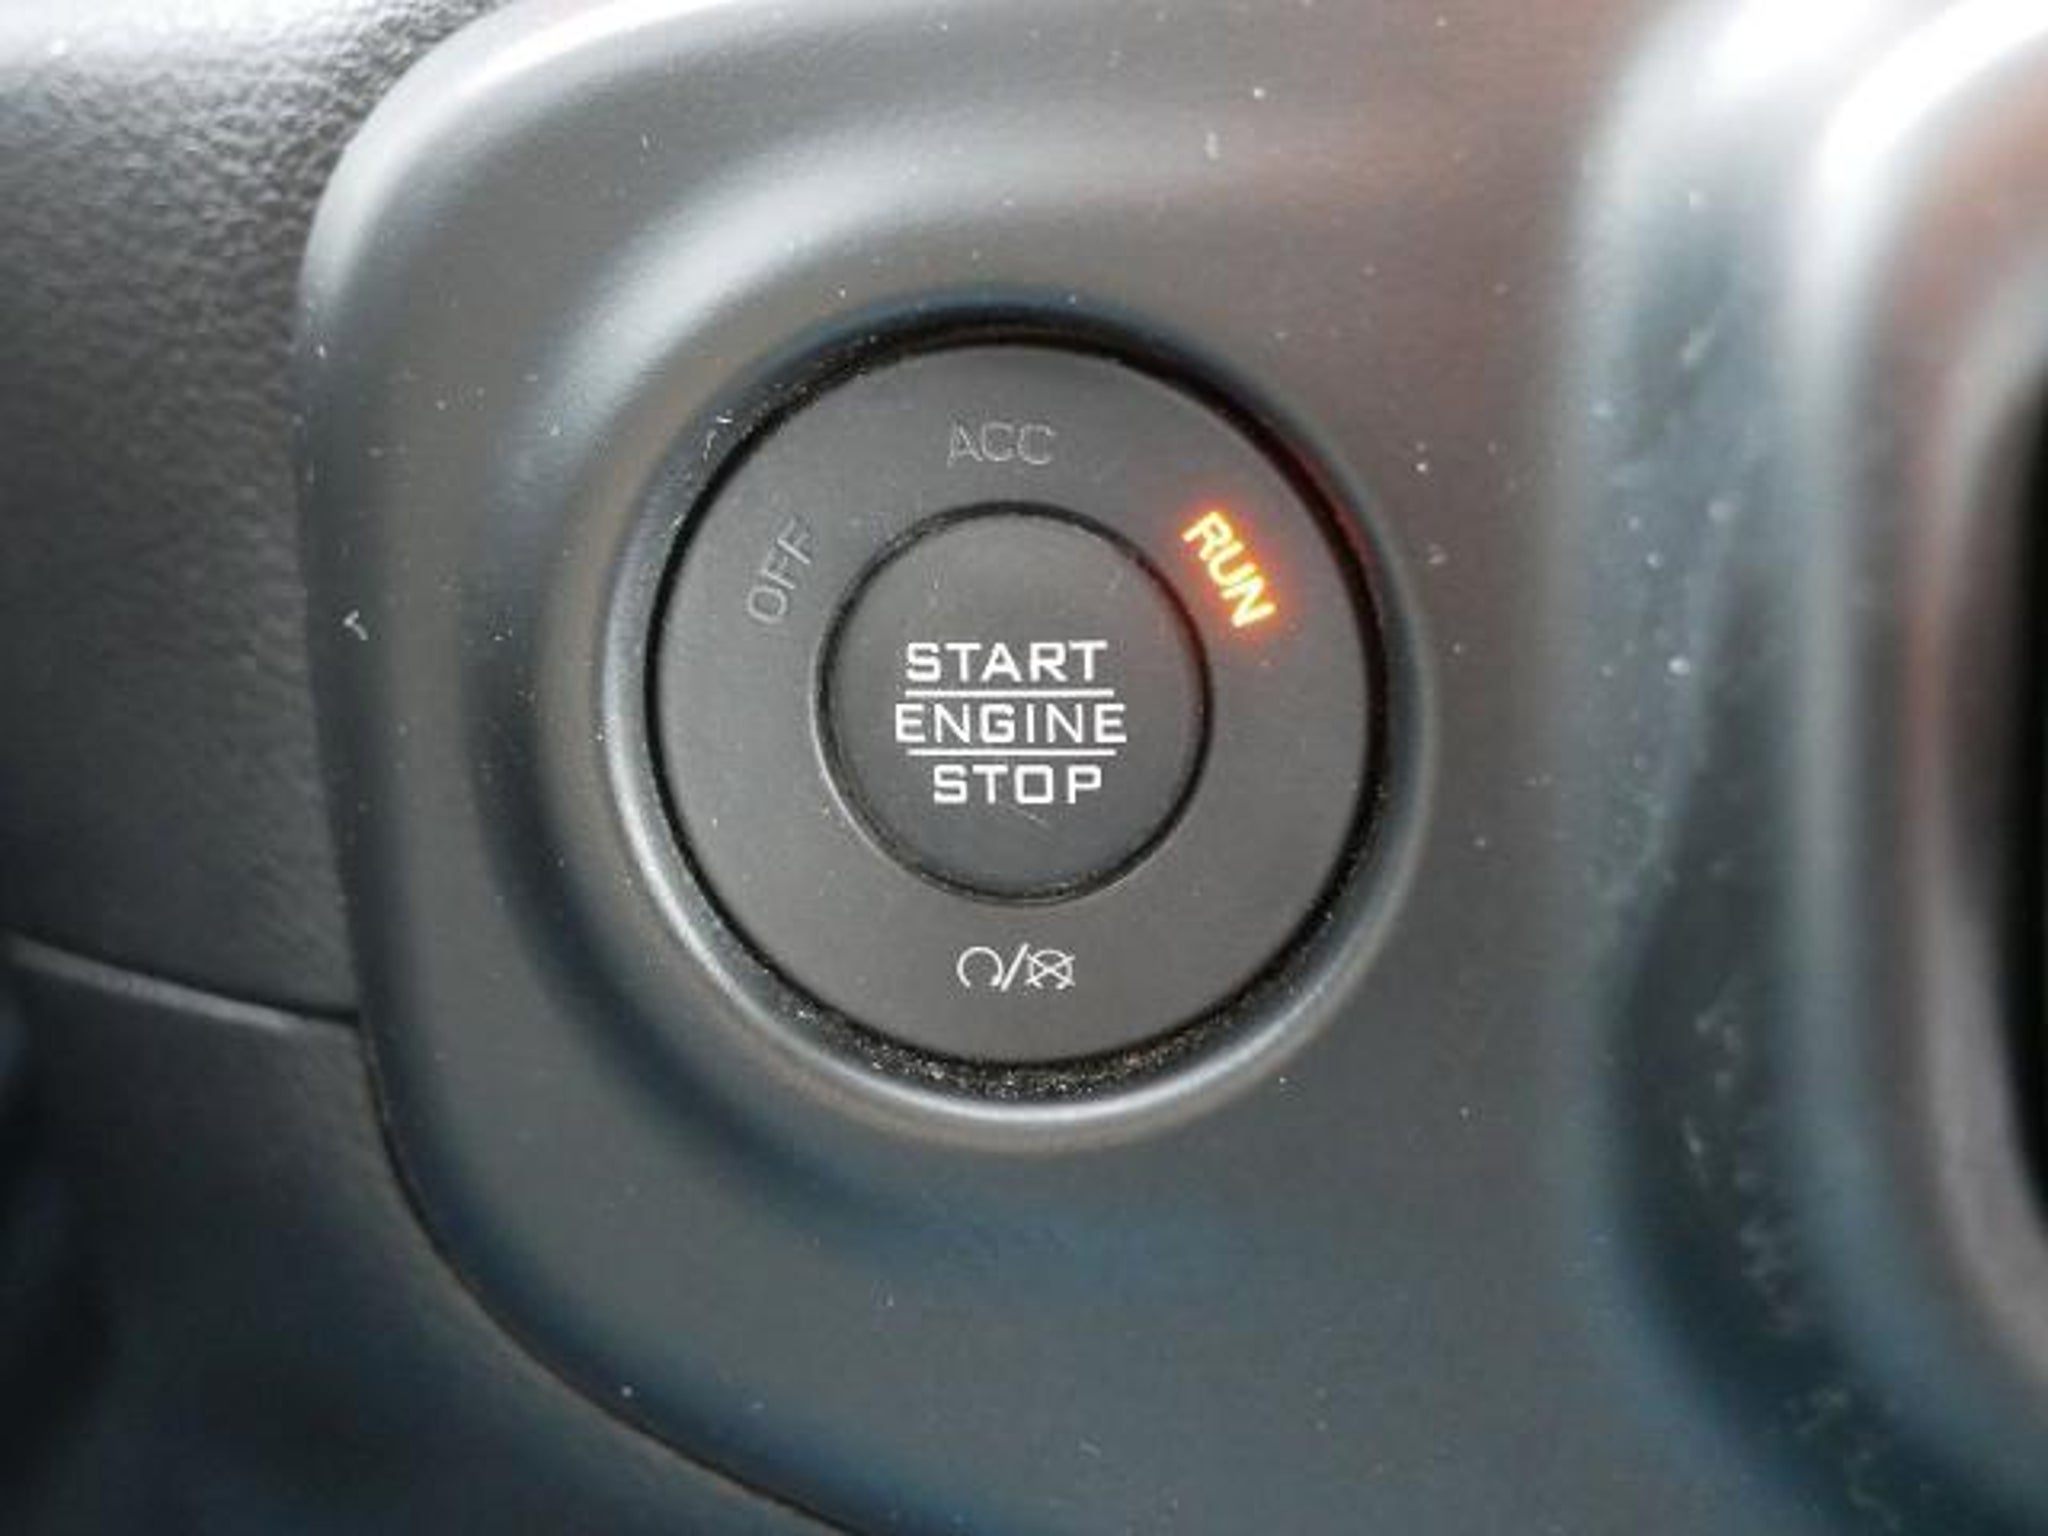 ACC
OFF
RUN
START
ENGINE
STOP